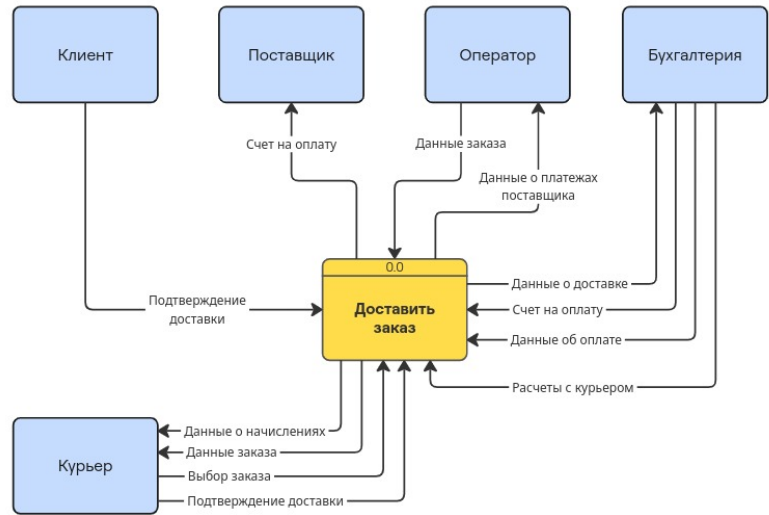 Клиент
Поставщик
Оператор
Бухгалтерия
Счет на оплату
Данные заказа
Данные о платежах
поставщика
0.0
Доставить
заказ
Подтверждение
доставки
Данные о доставке
Счет на оплату
Данные об оплате
Расчеты с курьером
Курьер
Данные о начислениях
Данные заказа
Выбор заказа
Подтверждение доставки